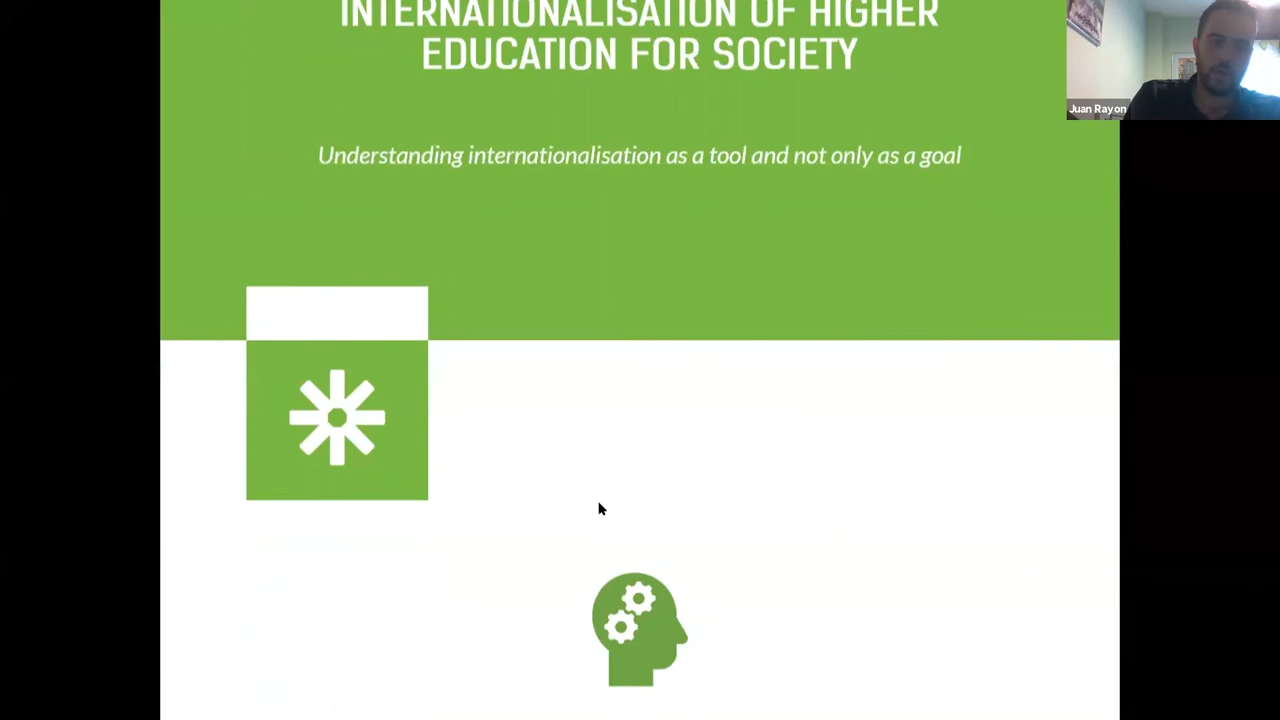 INTERNATIONALISATION OF HIGHER
EDUCATION FOR SOCIETY
Understanding internationalisation as a tool and not only as a goal
Juan Rayon